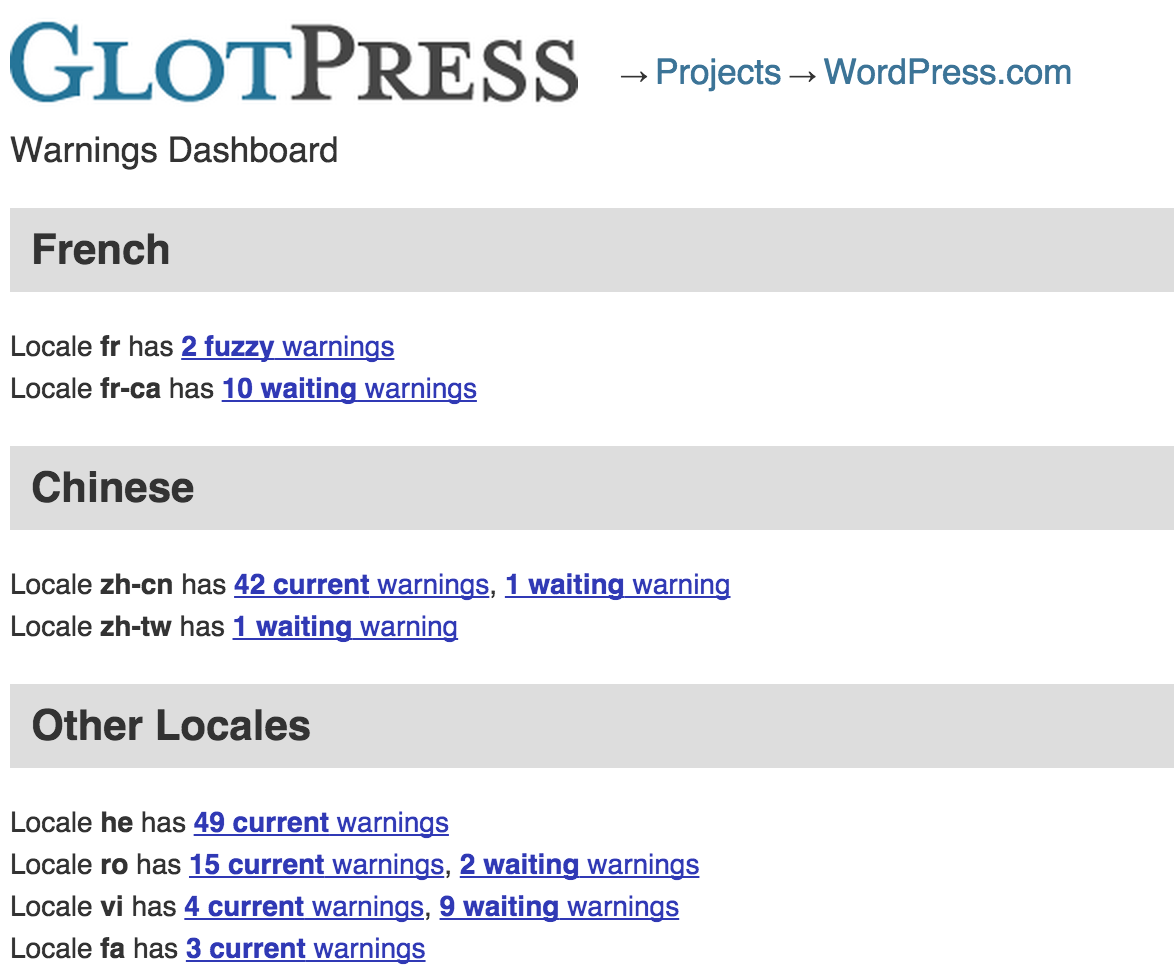 GLOTPRESS → Projects → WordPress.com
Warnings Dashboard
French
Locale fr has 2 fuzzy warnings
Locale fr-ca has 10 waiting warnings
Chinese
Locale zh-cn has 42 current warnings, 1 waiting warning
Locale zh-tw has 1 waiting warning
Other Locales
Locale he has 49 current warnings
Locale ro has 15 current warnings, 2 waiting warnings
Locale vi has 4 current warnings, 9 waiting warnings
Locale fa has 3 current warnings